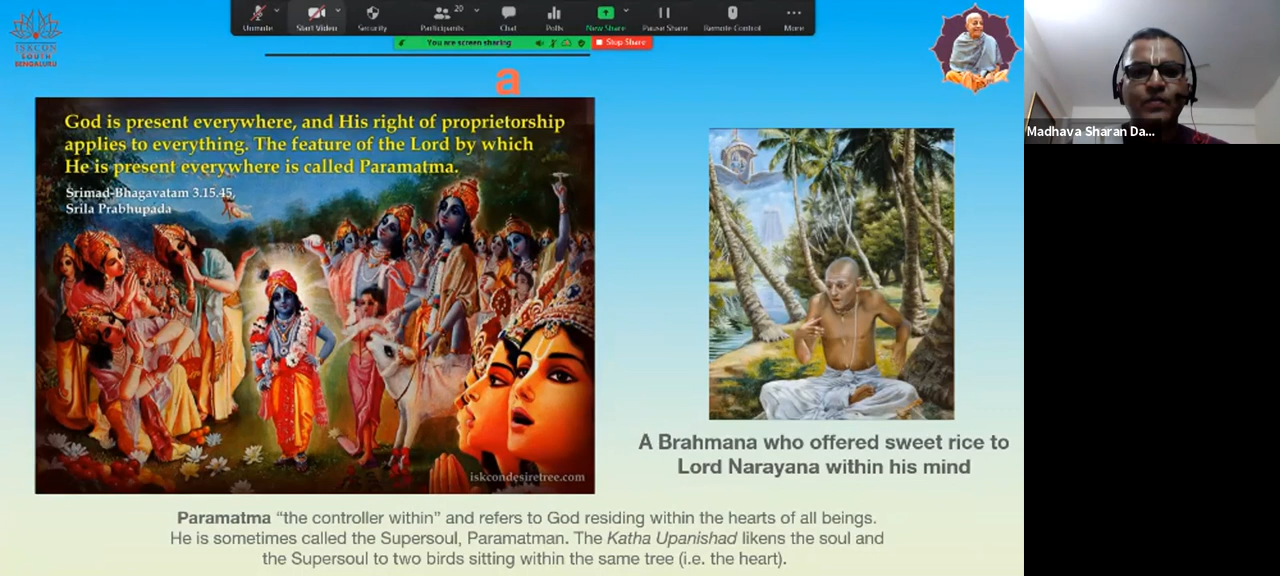 Unmute
Start Video
Security
Participants
20
Chat
Polls
New Share
Pause Share
Remote Control
More
You are screen sharing
Stop Share
ISKCON
SOUTH
BENGALURU
a
God is present everywhere, and His right of proprietorship
applies to everything. The feature of the Lord by which
He is present everywhere is called Paramatma.
Srimad-Bhagavatam 3.15.45,
Srila Prabhupada
iskcondesiretree.com
A Brahmana who offered sweet rice to
Lord Narayana within his mind
Paramatma “the controller within” and refers to God residing within the hearts of all beings.
He is sometimes called the Supersoul, Paramatman. The Katha Upanishad likens the soul and
the Supersoul to two birds sitting within the same tree (i.e. the heart).
Madhava Sharan Da...